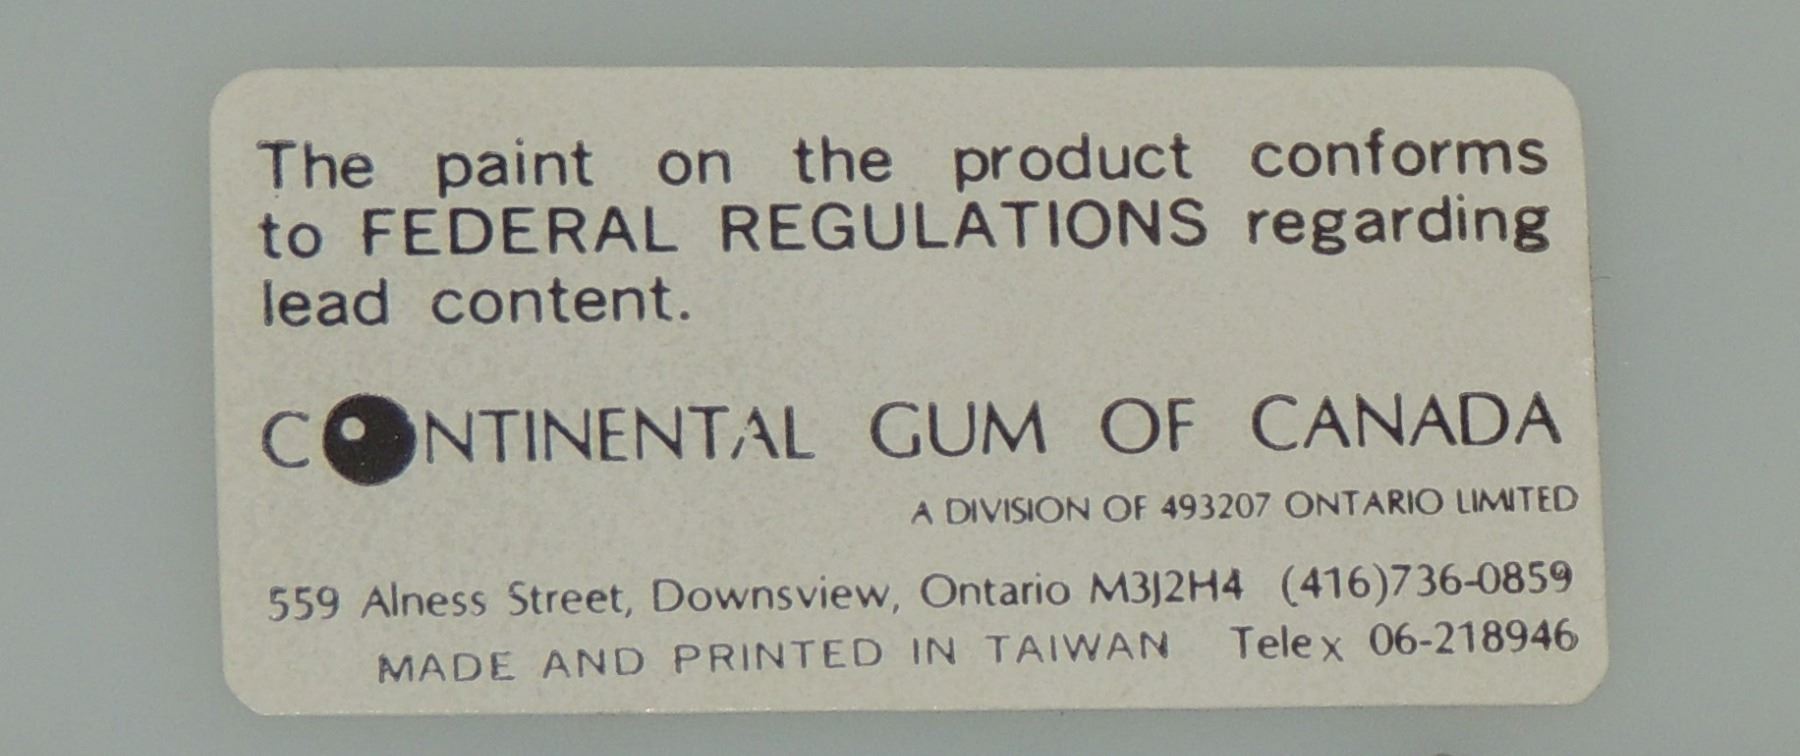 The paint on the product conforms
to FEDERAL REGULATIONS regarding
lead content.
CONTINENTAL GUM OF CANADA
A DIVISION OF 493207 ONTARIO LIMITED
559 Alness Street, Downsview, Ontario M3J2H4 (416)736-0859
MADE AND PRINTED IN TAIWAN Telex 06-218946